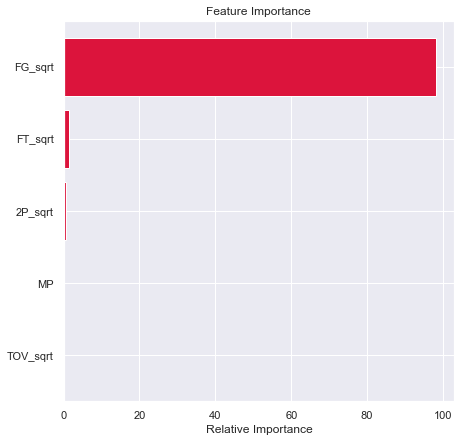 Feature Importance
FG_sqrt
FT_sqrt
2P_sqrt
MP
TOV_sqrt
0 20 40 60 80 100
Relative Importance